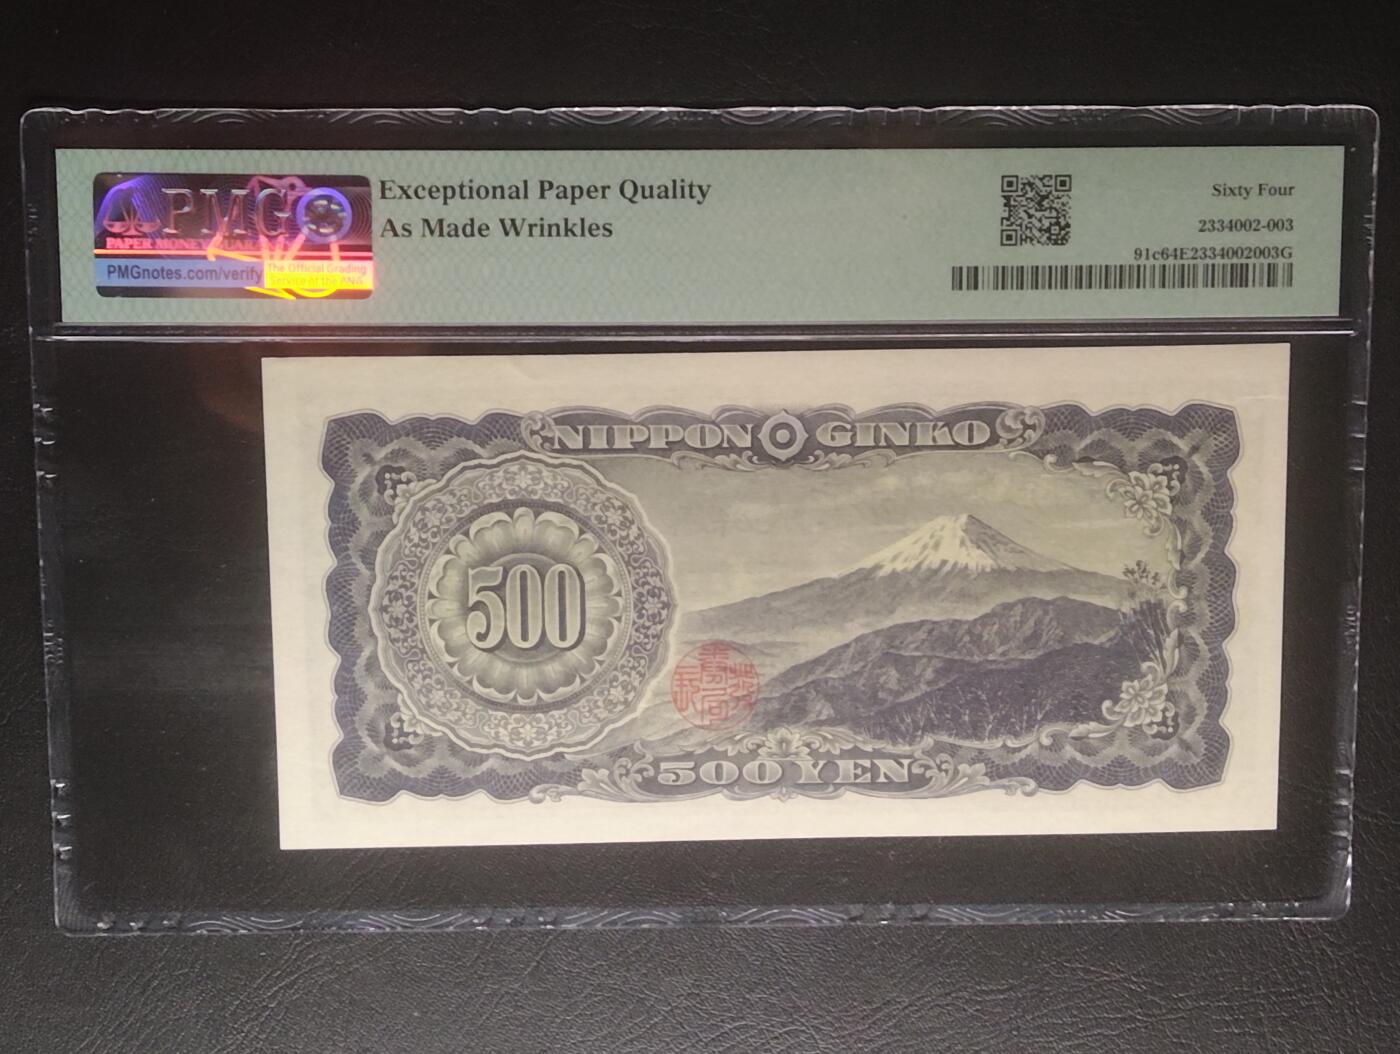 PMG
PAPER MONEY GUARANTY
PMGnotes.com/verify
The Official Grading
Service of the PNG
Exceptional Paper Quality
As Made Wrinkles
Sixty Four
2334002-003
91c64E2334002003G
NIPPON GINKO
500
500 YEN